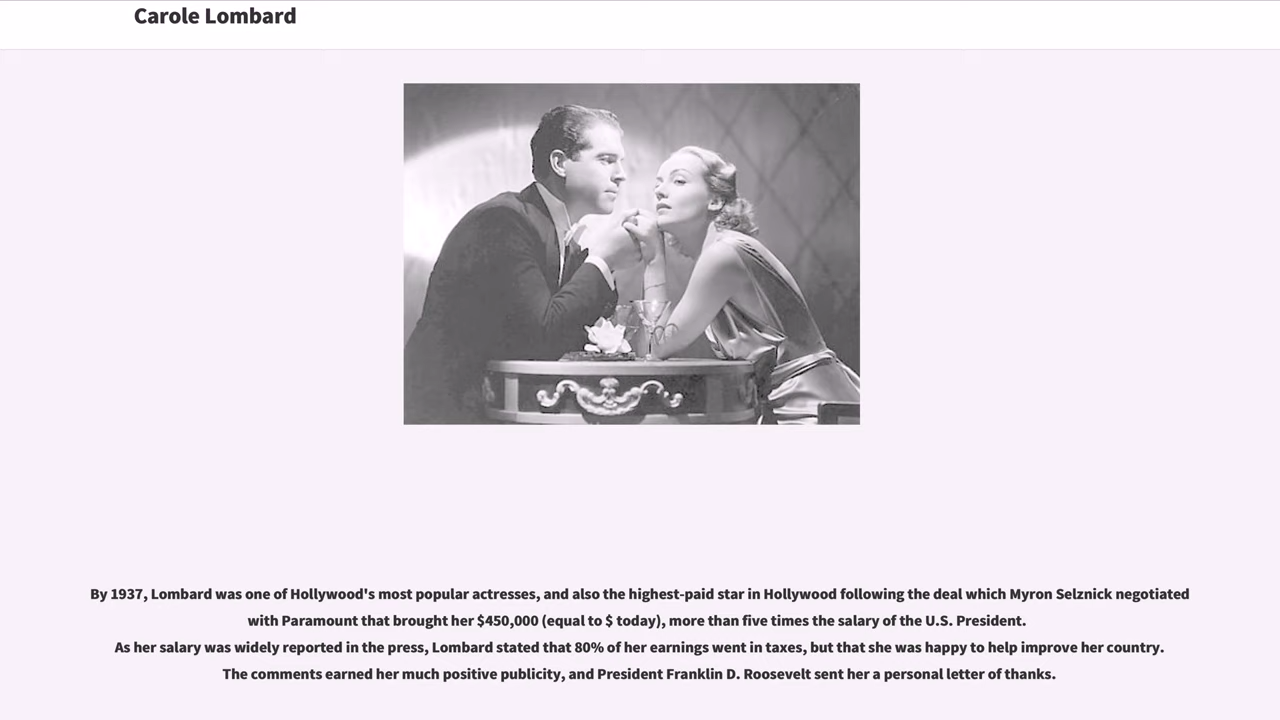 Carole Lombard
By 1937, Lombard was one of Hollywood's most popular actresses, and also the highest-paid star in Hollywood following the deal which Myron Selznick negotiated
with Paramount that brought her $450,000 (equal to $ today), more than five times the salary of the U.S. President.
As her salary was widely reported in the press, Lombard stated that 80% of her earnings went in taxes, but that she was happy to help improve her country.
The comments earned her much positive publicity, and President Franklin D. Roosevelt sent her a personal letter of thanks.